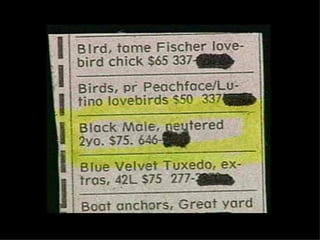 BIrd, tame Fischer love-
bird chick $65 337-
Birds, pr Peachface/Lu-
tino lovebirds $50 337
Black Male, neutered
2yo. $75. 646-
Blue Velvet Tuxedo, ex-
tras, 42L $75 277-
Boat anchors, Great yard